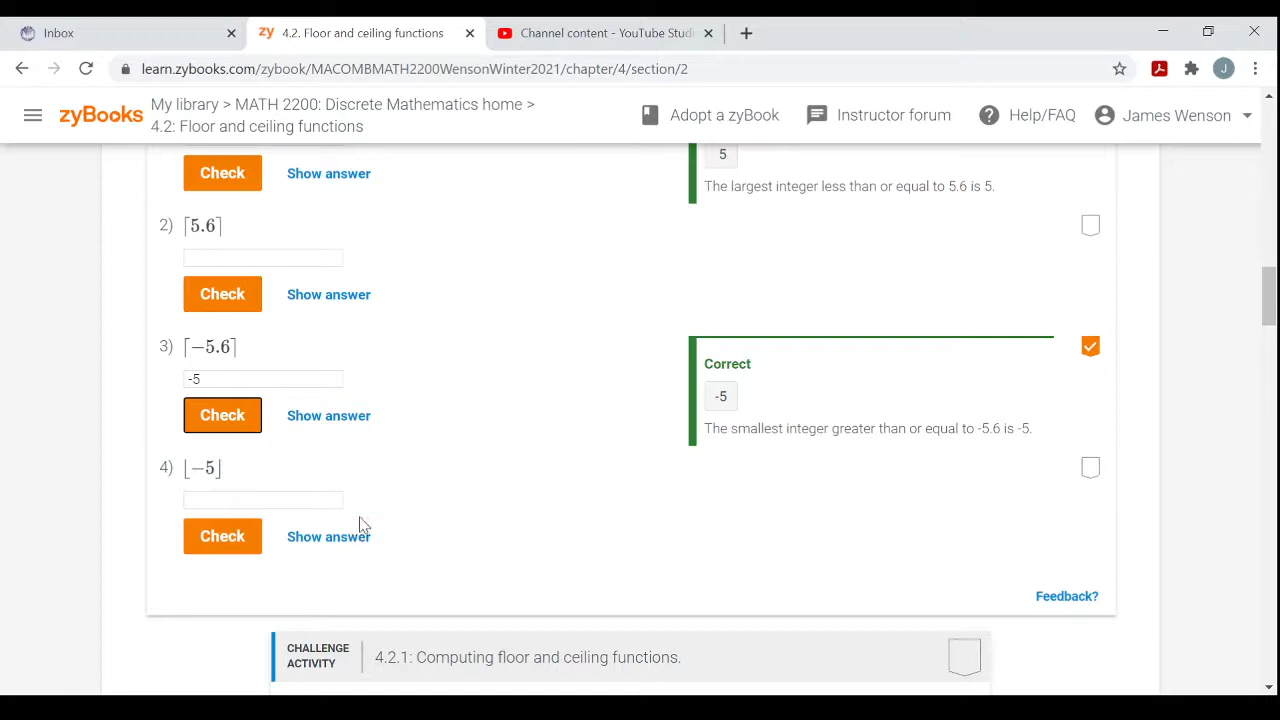 Inbox
zy 4.2. Floor and ceiling functions
Channel content - YouTube Studi
learn.zybooks.com/zybook/MACOMBMATH2200WensonWinter2021/chapter/4/section/2
J
zyBooks
My library > MATH 2200: Discrete Mathematics home >
4.2: Floor and ceiling functions
Adopt a zyBook
Instructor forum
Help/FAQ
James Wenson
Check
Show answer
5
The largest integer less than or equal to 5.6 is 5.
2) ⌈5.6⌉
Check
Show answer
3) ⌈−5.6⌉
-5
Check
Show answer
Correct
-5
The smallest integer greater than or equal to -5.6 is -5.
4) ⌊−5⌋
Check
Show answer
Feedback?
CHALLENGE
ACTIVITY
4.2.1: Computing floor and ceiling functions.